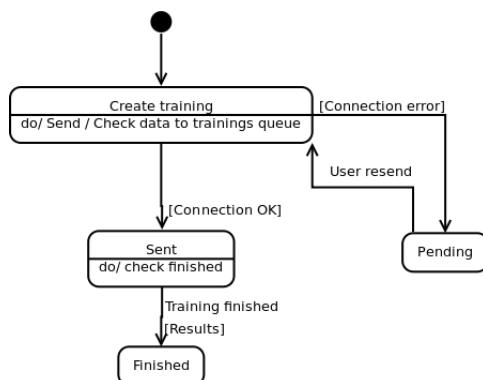 Create training
[Connection error]
do/ Send / Check data to trainings queue
User resend
[Connection OK]
Sent
Pending
do/ check finished
Training finished
[Results]
Finished